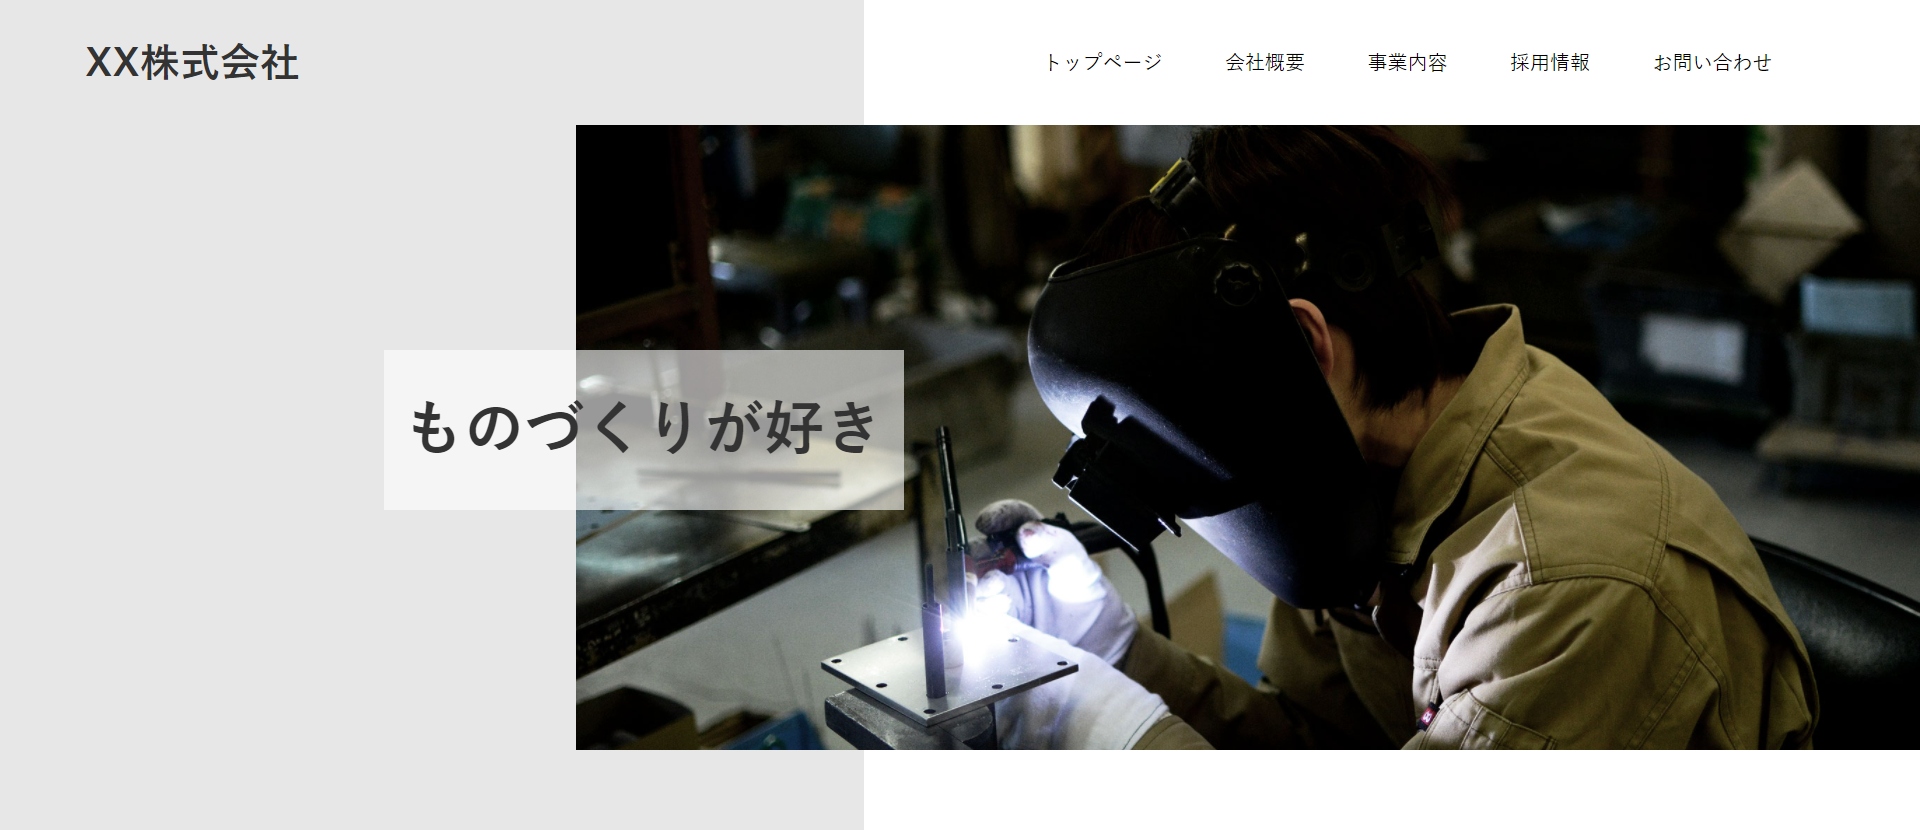 XX株式会社
トップページ
会社概要
事業内容
採用情報
お問い合わせ
ものづくりが好き